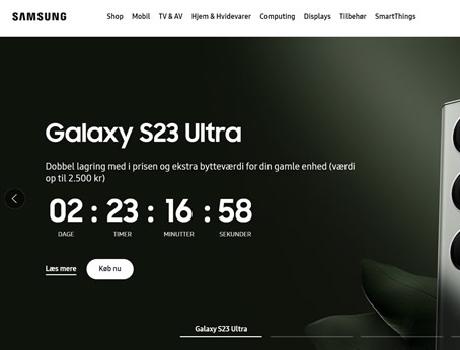 SAMSUNG
Shop Mobil TV & AV Hjem & Hvidevarer Computing Displays Tilbehør SmartThings
Galaxy S23 Ultra
Dobbel lagring med i prisen og ekstra bytteværdi for din gamle enhed (værdi
op til 2.500 kr)
02 : 23 : 16 : 58
DAGE TIMER MINUTTER SEKUNDER
Læs mere Køb nu
Galaxy S23 Ultra